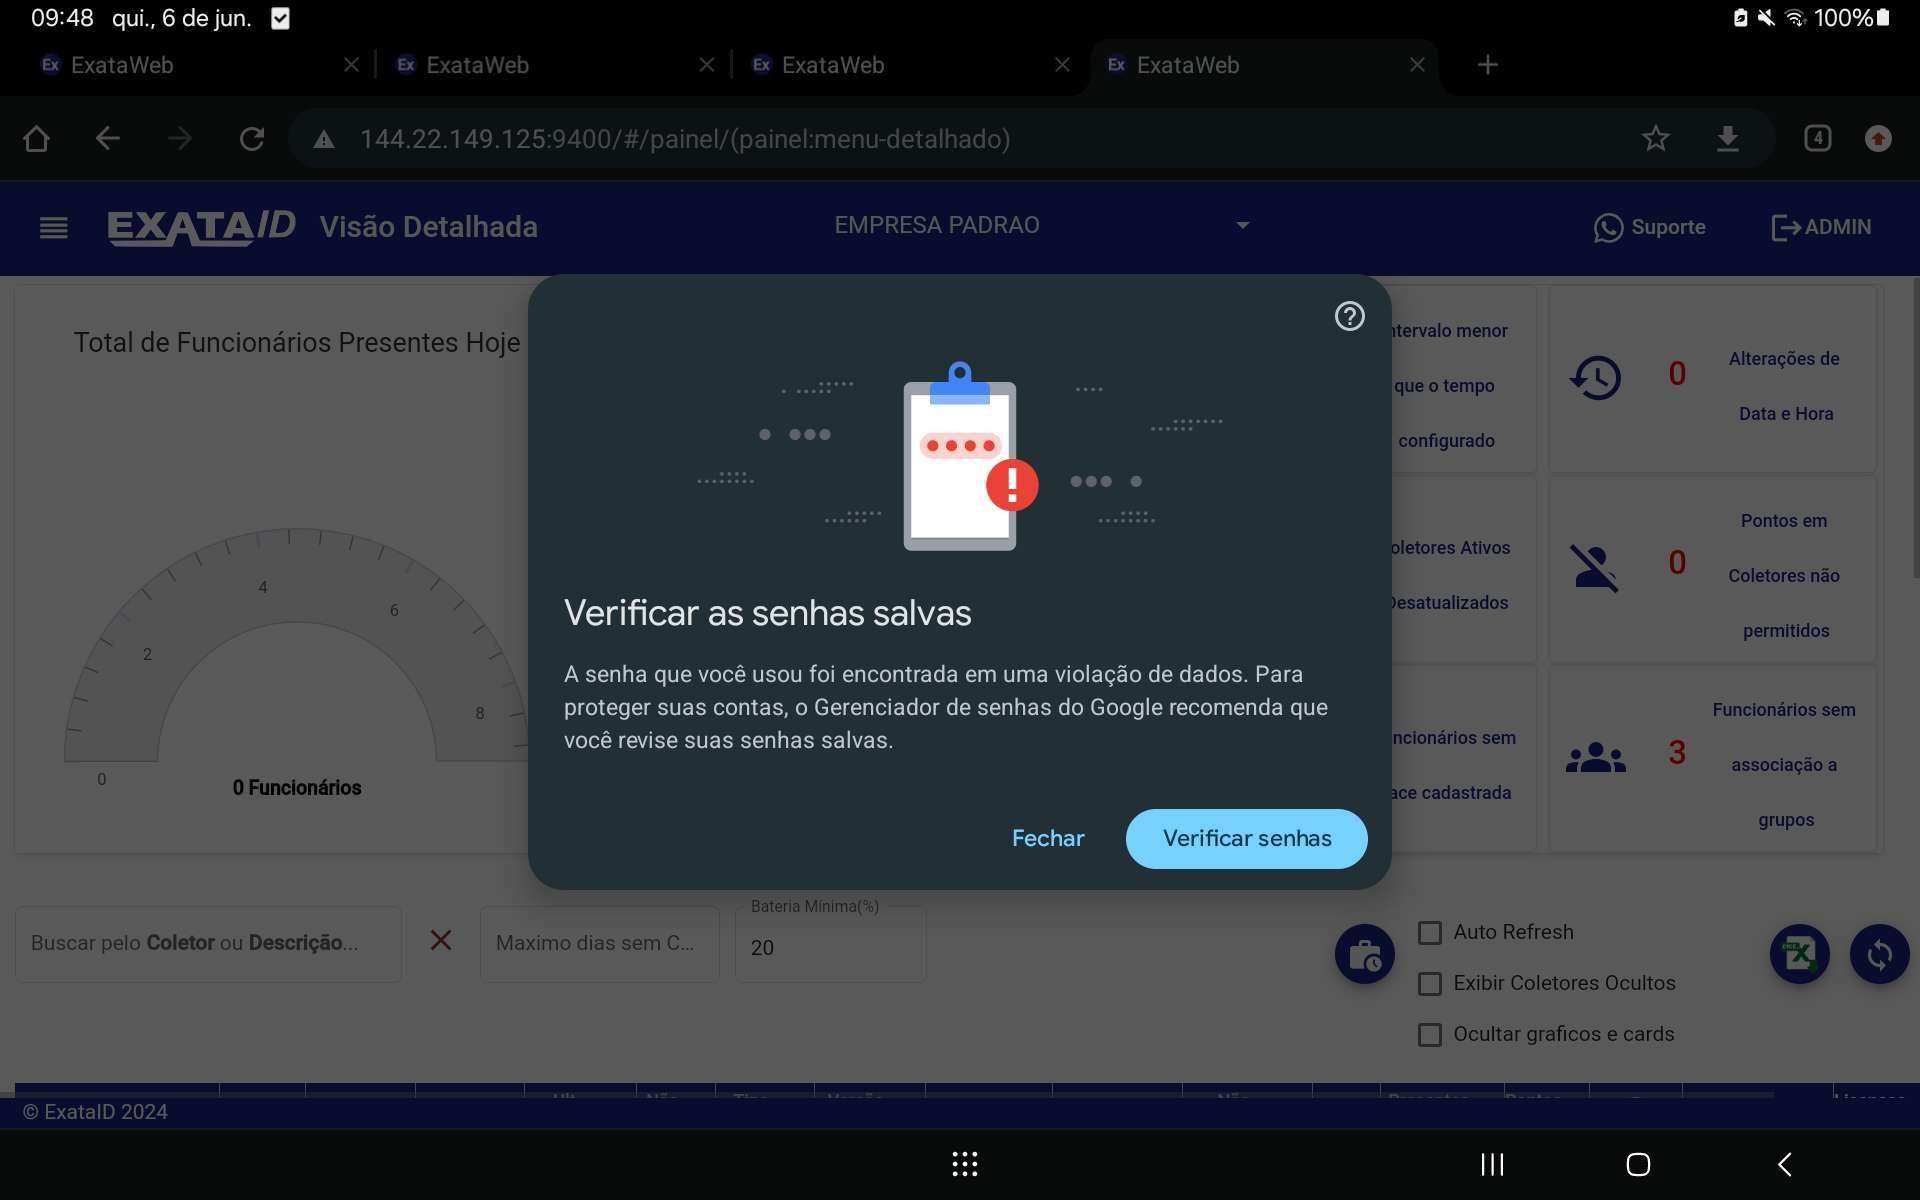 09:48 qui., 6 de jun.
100%
Ex ExataWeb
Ex ExataWeb
Ex ExataWeb
Ex ExataWeb
144.22.149.125:9400/#/painel/(painel:menu-detalhado)
4
EXATAID Visão Detalhada
EMPRESA PADRAO
Suporte
ADMIN
Total de Funcionários Presentes Hoje
0
2
4
6
8
0 Funcionários
ntervalo menor
que o tempo
configurado
0
Alterações de
Data e Hora
oletores Ativos
Desatualizados
0
Pontos em
Coletores não
permitidos
ncionários sem
ace cadastrada
3
Funcionários sem
associação a
grupos
Verificar as senhas salvas
A senha que você usou foi encontrada em uma violação de dados. Para
proteger suas contas, o Gerenciador de senhas do Google recomenda que
você revise suas senhas salvas.
Fechar
Verificar senhas
Buscar pelo Coletor ou Descrição...
Maximo dias sem C...
Bateria Mínima(%)
20
Auto Refresh
Exibir Coletores Ocultos
Ocultar graficos e cards
© ExataID 2024